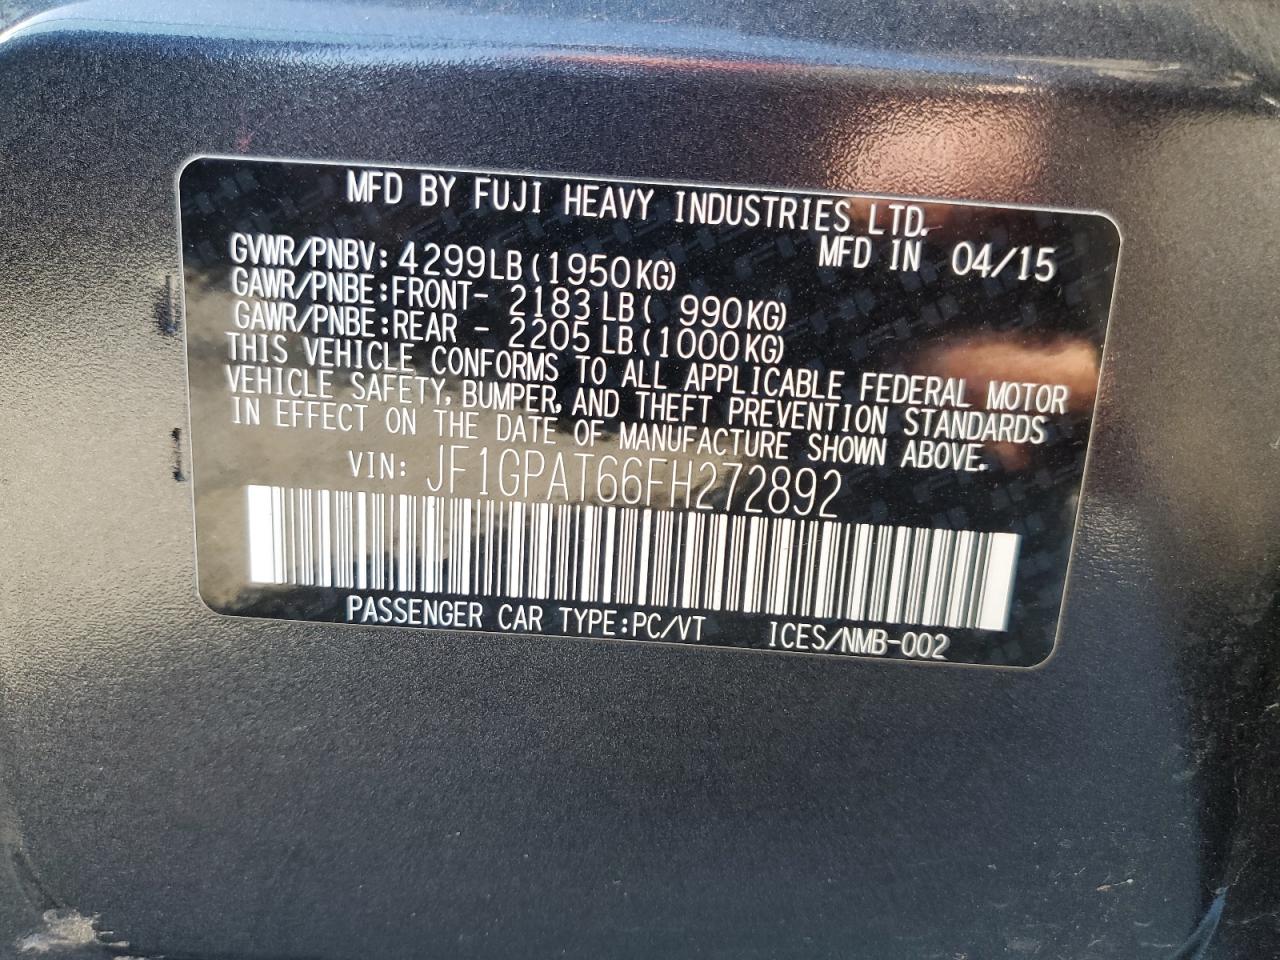 MFD BY FUJI HEAVY INDUSTRIES LTD.
MFD IN 04/15
GVWR/PNBV: 4299LB (1950KG)
GAWR/PNBE:FRONT- 2183LB( 990KG)
GAWR/PNBE:REAR - 2205LB(1000KG)
THIS VEHICLE CONFORMS TO ALL APPLICABLE FEDERAL MOTOR
VEHICLE SAFETY, BUMPER, AND THEFT PREVENTION STANDARDS
IN EFFECT ON THE DATE OF MANUFACTURE SHOWN ABOVE.
VIN: JF1GPAT66FH272892
PASSENGER CAR TYPE:PC/VT ICES/NMB-002